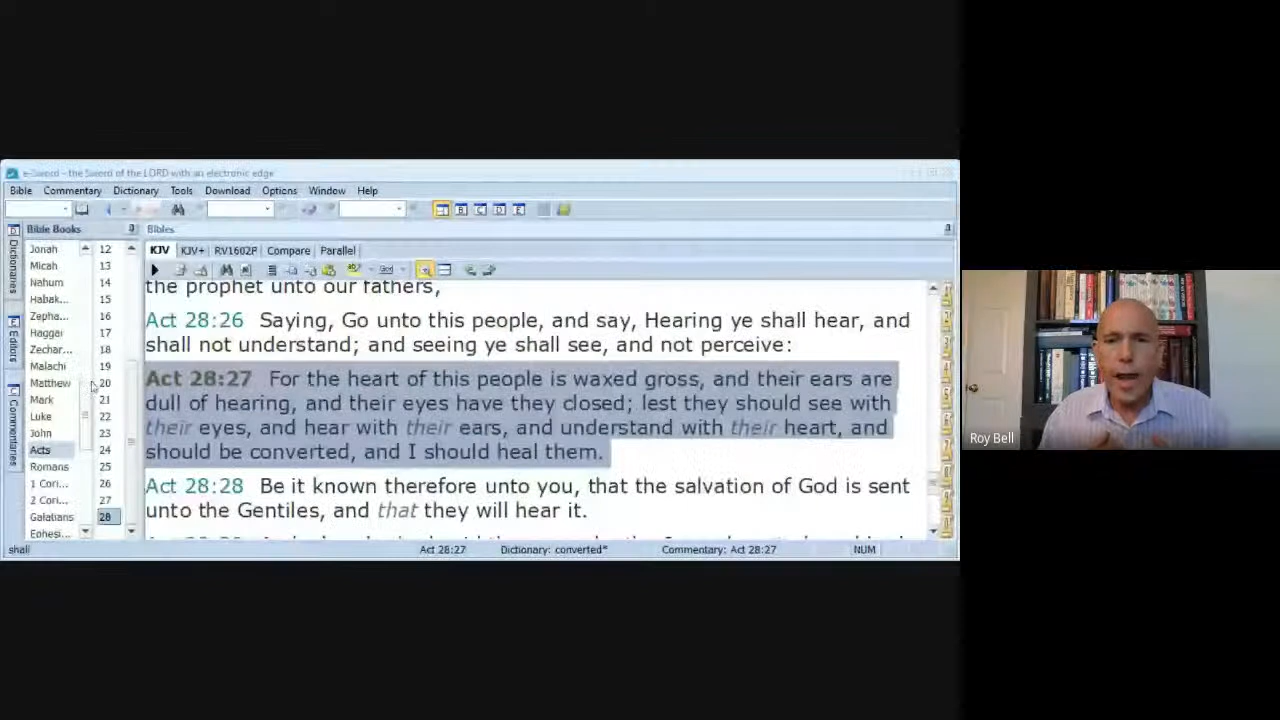 e-Sword - the Sword of the LORD with an electronic edge
Bible Commentary Dictionary Tools Download Options Window Help
B C D E
Bible Books
Bibles
Dictionaries
Editors
Commentaries
Jonah 12
Micah 13
Nahum 14
Habak... 15
Zepha... 16
Haggai 17
Zechar... 18
Malachi 19
Matthew 20
Mark 21
Luke 22
John 23
Acts 24
Romans 25
1 Cori... 26
2 Cori... 27
Galatians 28
Ephesi...
KJV KJV+ RV1602P Compare Parallel
the prophet unto our fathers,
Act 28:26 Saying, Go unto this people, and say, Hearing ye shall hear, and
shall not understand; and seeing ye shall see, and not perceive:
Act 28:27 For the heart of this people is waxed gross, and their ears are
dull of hearing, and their eyes have they closed; lest they should see with
their eyes, and hear with their ears, and understand with their heart, and
should be converted, and I should heal them.
Act 28:28 Be it known therefore unto you, that the salvation of God is sent
unto the Gentiles, and that they will hear it.
shall Act 28:27 Dictionary: converted* Commentary: Act 28:27 NUM
Roy Bell